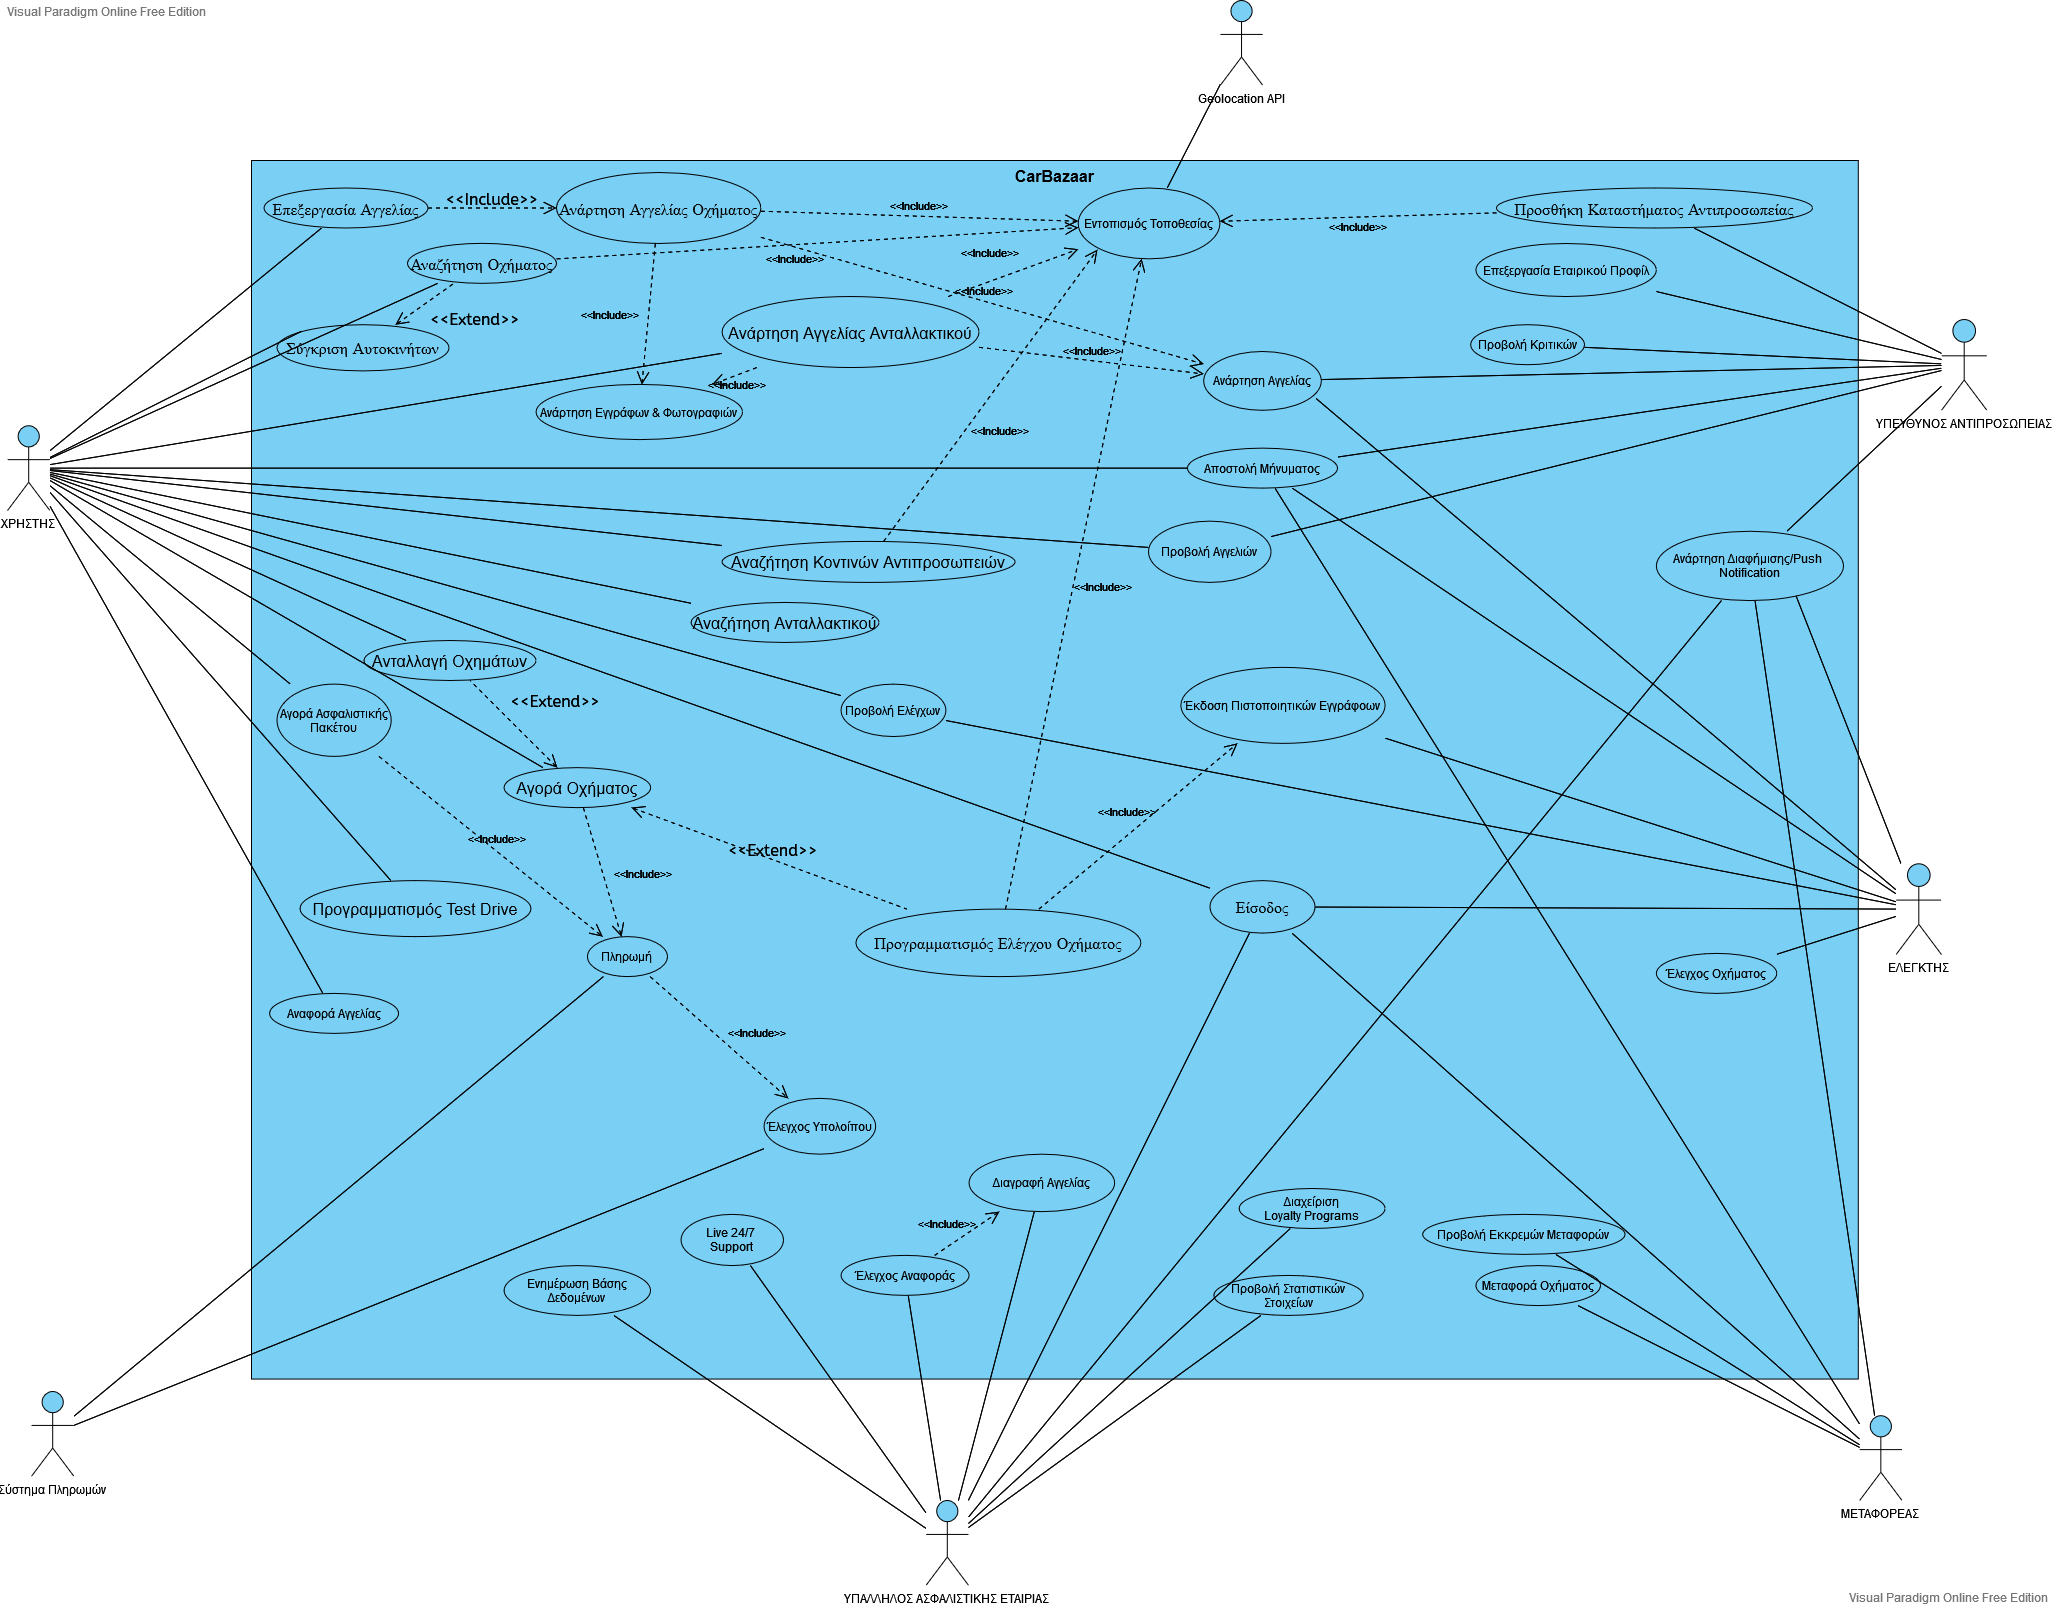 Visual Paradigm Online Free Edition
Geolocation API
CarBazaar
Επεξεργασία Αγγελίας
<<Include>>
Ανάρτηση Αγγελίας Οχήματος
<<Include>>
Εντοπισμός Τοποθεσίας
<<Include>>
Προσθήκη Καταστήματος Αντιπροσωπείας
Αναζήτηση Οχήματος
<<Include>>
<<Include>>
Επεξεργασία Εταιρικού Προφίλ
<<Include>>
<<Include>>
<<Extend>>
Σύγκριση Αυτοκινήτων
Ανάρτηση Αγγελίας Ανταλλακτικού
<<Include>>
Προβολή Κριτικών
Ανάρτηση Αγγελίας
<<Include>>
Ανάρτηση Εγγράφων & Φωτογραφιών
ΥΠΕΥΘΥΝΟΣ ΑΝΤΙΠΡΟΣΩΠΕΙΑΣ
<<Include>>
Αποστολή Μήνυματος
ΧΡΗΣΤΗΣ
Αναζήτηση Κοντινών Αντιπροσωπειών
Προβολή Αγγελιών
Ανάρτηση Διαφήμισης/Push
Notification
<<Include>>
Αναζήτηση Ανταλλακτικού
Ανταλλαγή Οχημάτων
<<Extend>>
Αγορά Ασφαλιστικής
Πακέτου
Προβολή Ελέγχων
Έκδοση Πιστοποιητικών Εγγράφοων
Αγορά Οχήματος
<<Include>>
<<Include>>
<<Extend>>
<<Include>>
Προγραμματισμός Test Drive
Είσοδος
Προγραμματισμός Ελέγχου Οχήματος
Πληρωμή
ΕΛΕΓΚΤΗΣ
Έλεγχος Οχήματος
Αναφορά Αγγελίας
<<Include>>
Έλεγχος Υπολοίπου
Διαγραφή Αγγελίας
Διαχείριση
Loyalty Programs
<<Include>>
Live 24/7
Support
Προβολή Εκκρεμών Μεταφορών
Έλεγχος Αναφοράς
Ενημέρωση Βάσης
Δεδομένων
Προβολή Στατιστικών
Στοιχείων
Μεταφορά Οχήματος
Σύστημα Πληρωμών
ΜΕΤΑΦΟΡΕΑΣ
ΥΠΑΛΛΗΛΟΣ ΑΣΦΑΛΙΣΤΙΚΗΣ ΕΤΑΙΡΙΑΣ
Visual Paradigm Online Free Edition